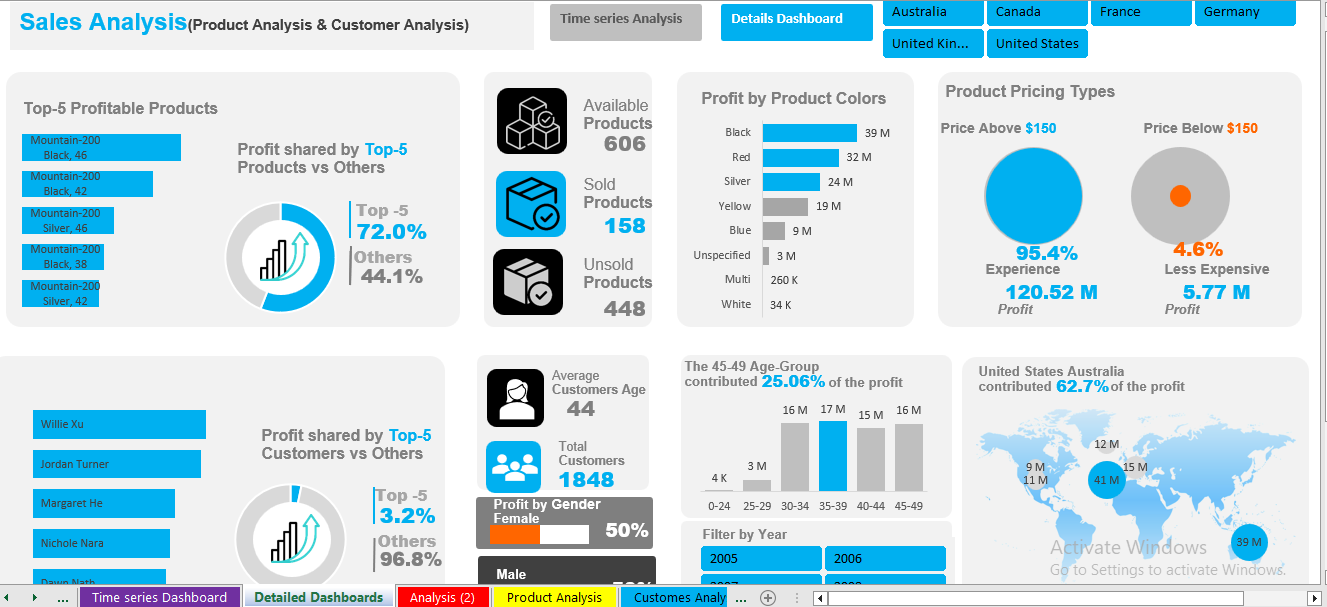 Sales Analysis(Product Analysis & Customer Analysis)
Time series Analysis
Details Dashboard
Australia
Canada
France
Germany
United Kin...
United States
Top-5 Profitable Products
Mountain-200
Black, 46
Mountain-200
Black, 42
Mountain-200
Silver, 46
Mountain-200
Black, 38
Mountain-200
Silver, 42
Profit shared by Top-5
Products vs Others
Top -5
72.0%
Others
44.1%
Available
Products
606
Sold
Products
158
Unsold
Products
448
Profit by Product Colors
Black 39 M
Red 32 M
Silver 24 M
Yellow 19 M
Blue 9 M
Unspecified 3 M
Multi 260 K
White 34 K
Product Pricing Types
Price Above $150
95.4%
Experience
120.52 M
Profit
Price Below $150
4.6%
Less Expensive
5.77 M
Profit
Willie Xu
Jordan Turner
Margaret He
Nichole Nara
Dawn Nath
Profit shared by Top-5
Customers vs Others
Top -5
3.2%
Others
96.8%
Average
Customers Age
44
Total
Customers
1848
Profit by Gender
Female
50%
Male
The 45-49 Age-Group
contributed 25.06% of the profit
4 K 3 M 16 M 17 M 15 M 16 M
0-24 25-29 30-34 35-39 40-44 45-49
Filter by Year
2005
2006
United States Australia
contributed 62.7% of the profit
12 M
9 M
11 M
41 M
15 M
39 M
Activate Windows
Go to Settings to activate Windows.
... Time series Dashboard Detailed Dashboards Analysis (2) Product Analysis Customes Analy ...